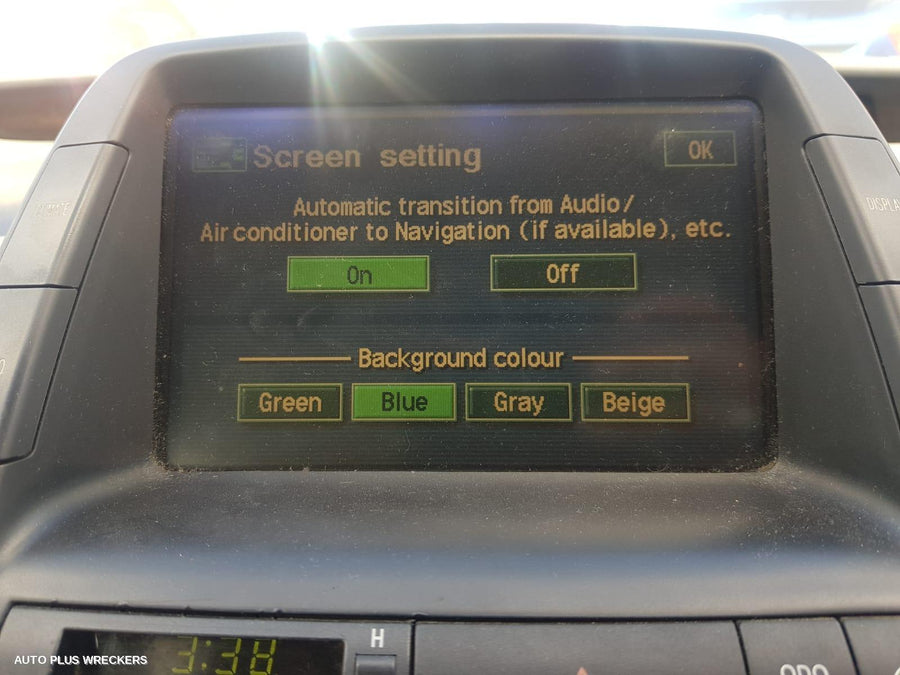 Screen setting
OK
Automatic transition from Audio/
Air conditioner to Navigation (if available), etc.
On
Off
Background colour
Green
Blue
Gray
Beige
3:38
H
AUTO PLUS WRECKERS